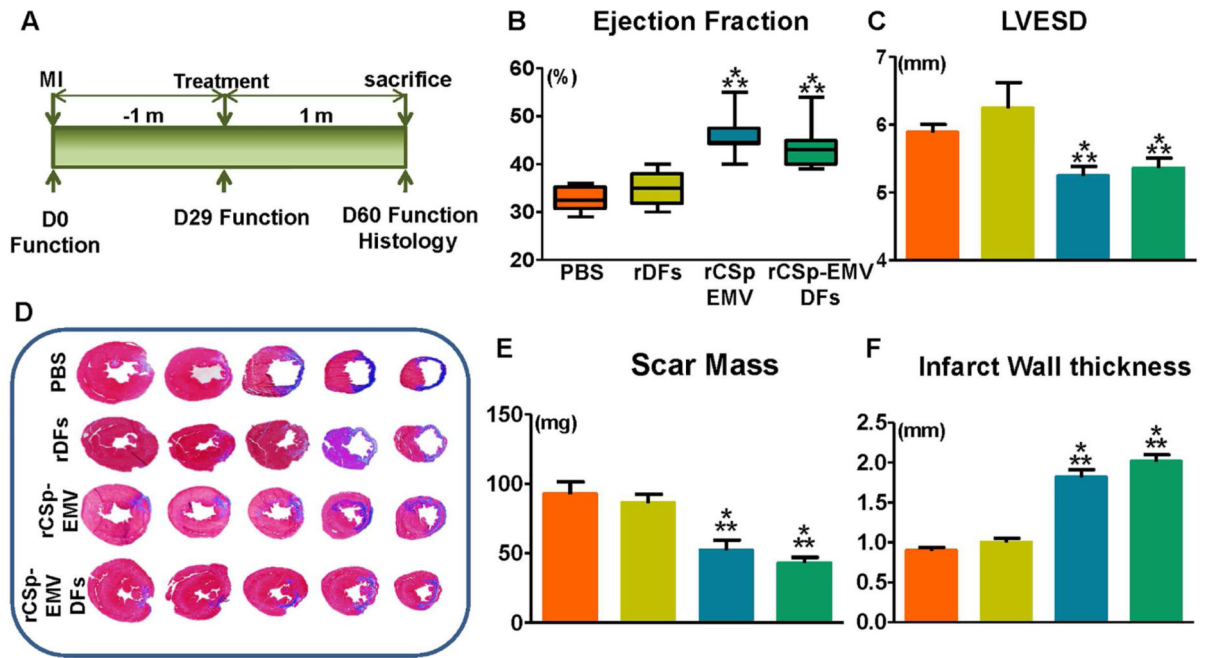 A
MI
Treatment
sacrifice
-1 m
1 m
D0
Function
D29 Function
D60 Function
Histology
B
Ejection Fraction
(%)
60
50
40
30
20
*
**
*
**
PBS
rDFs
rCSp
EMV
rCSp-EMV
DFs
C
LVESD
(mm)
7
6
5
4
*
**
*
**
D
PBS
rDFs
rCSp-
EMV
rCSp-EMV
DFs
E
Scar Mass
(mg)
150
100
50
0
*
**
*
**
F
Infarct Wall thickness
(mm)
2.5
2.0
1.5
1.0
0.5
0.0
*
**
*
**